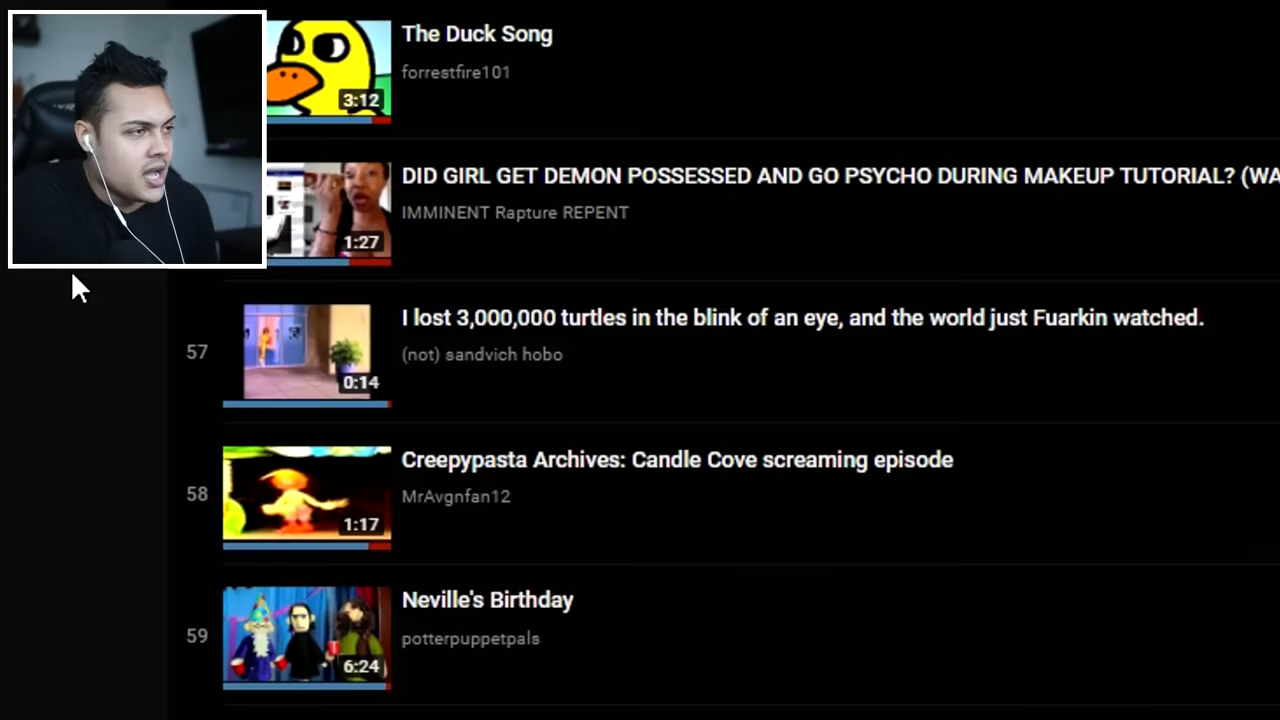 The Duck Song
forrestfire101
3:12
DID GIRL GET DEMON POSSESSED AND GO PSYCHO DURING MAKEUP TUTORIAL? (WA
IMMINENT Rapture REPENT
1:27
57
I lost 3,000,000 turtles in the blink of an eye, and the world just Fuarkin watched.
(not) sandvich hobo
0:14
58
Creepypasta Archives: Candle Cove screaming episode
MrAvgnfan12
1:17
59
Neville's Birthday
potterpuppetpals
6:24